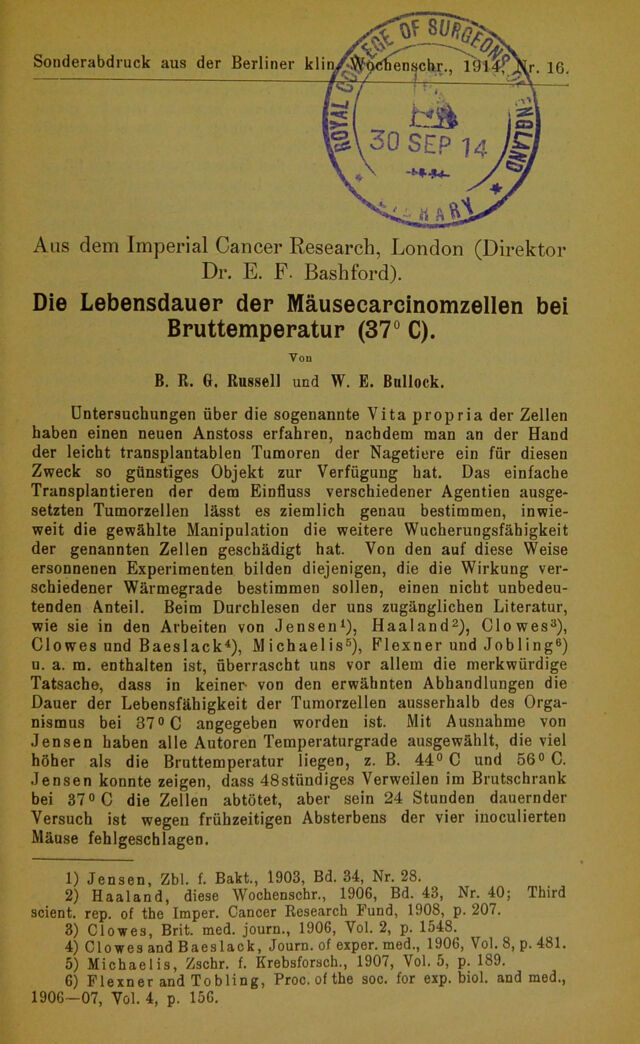 Sonderabdruck aus der Berliner klin. Wochenschr., 1914, Nr. 16.
ROYAL COLLEGE OF SURGEONS OF ENGLAND
30 SEP 14
LIBRARY
Aus dem Imperial Cancer Research, London (Direktor
Dr. E. F. Bashford).
Die Lebensdauer der Mäusecarcinomzellen bei
Bruttemperatur (37° C).
Von
B. R. G. Russell und W. E. Bullock.
Untersuchungen über die sogenannte Vita propria der Zellen
haben einen neuen Anstoss erfahren, nachdem man an der Hand
der leicht transplantablen Tumoren der Nagetiere ein für diesen
Zweck so günstiges Objekt zur Verfügung hat. Das einfache
Transplantieren der dem Einfluss verschiedener Agentien ausge-
setzten Tumorzellen lässt es ziemlich genau bestimmen, inwie-
weit die gewählte Manipulation die weitere Wucherungsfähigkeit
der genannten Zellen geschädigt hat. Von den auf diese Weise
ersonnenen Experimenten bilden diejenigen, die die Wirkung ver-
schiedener Wärmegrade bestimmen sollen, einen nicht unbedeu-
tenden Anteil. Beim Durchlesen der uns zugänglichen Literatur,
wie sie in den Arbeiten von Jensen¹), Haaland²), Clowes³),
Clowes und Baeslack⁴), Michaelis⁵), Flexner und Jobling⁶)
u. a. m. enthalten ist, überrascht uns vor allem die merkwürdige
Tatsache, dass in keiner von den erwähnten Abhandlungen die
Dauer der Lebensfähigkeit der Tumorzellen ausserhalb des Orga-
nismus bei 37° C angegeben worden ist. Mit Ausnahme von
Jensen haben alle Autoren Temperaturgrade ausgewählt, die viel
höher als die Bruttemperatur liegen, z. B. 44° C und 56° C.
Jensen konnte zeigen, dass 48stündiges Verweilen im Brutschrank
bei 37° C die Zellen abtötet, aber sein 24 Stunden dauernder
Versuch ist wegen frühzeitigen Absterbens der vier inoculierten
Mäuse fehlgeschlagen.
1) Jensen, Zbl. f. Bakt., 1903, Bd. 34, Nr. 28.
2) Haaland, diese Wochenschr., 1906, Bd. 43, Nr. 40; Third
scient. rep. of the Imper. Cancer Research Fund, 1908, p. 207.
3) Clowes, Brit. med. journ., 1906, Vol. 2, p. 1548.
4) Clowes and Baeslack, Journ. of exper. med., 1906, Vol. 8, p. 481.
5) Michaelis, Zschr. f. Krebsforsch., 1907, Vol. 5, p. 189.
6) Flexner and Tobling, Proc. of the soc. for exp. biol. and med.,
1906—07, Vol. 4, p. 156.